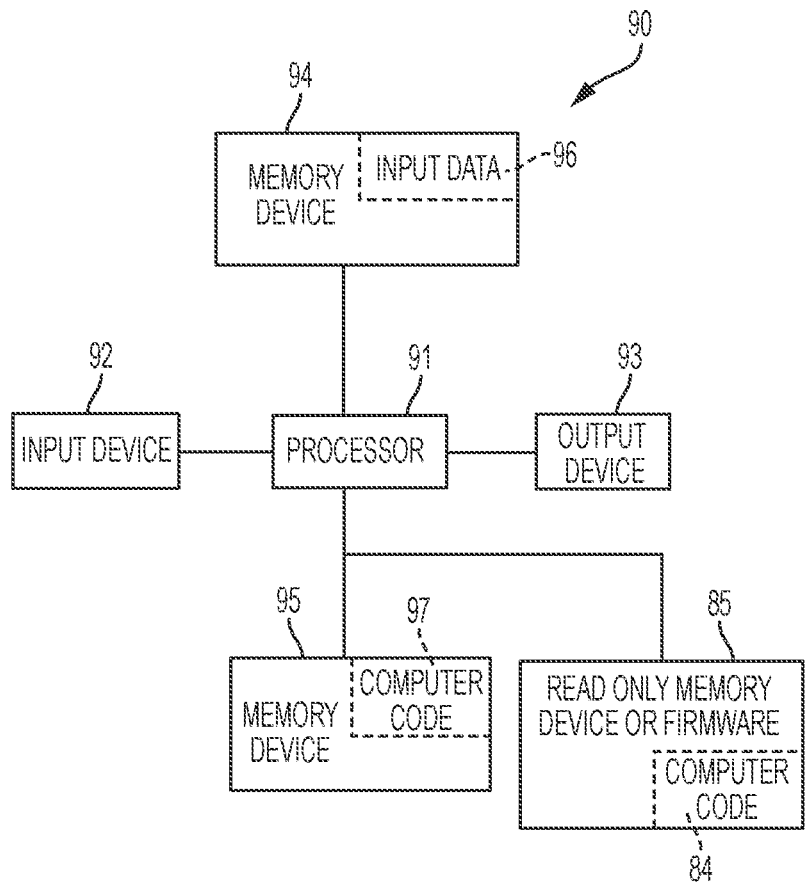 90
94
MEMORY
DEVICE
INPUT DATA
96
92
91
93
INPUT DEVICE
PROCESSOR
OUTPUT
DEVICE
95
97
85
MEMORY
DEVICE
COMPUTER
CODE
READ ONLY MEMORY
DEVICE OR FIRMWARE
COMPUTER
CODE
84